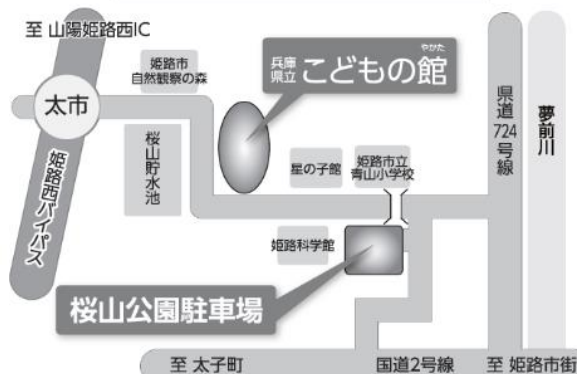 至 山陽姫路西IC
太市
姫路西バイパス
姫路市
自然観察の森
桜山
貯水池
兵庫
県立
こどもの館
やかた
星の子館
姫路市立
青山小学校
姫路科学館
桜山公園駐車場
県道724号線
夢前川
至 太子町
国道2号線
至 姫路市街